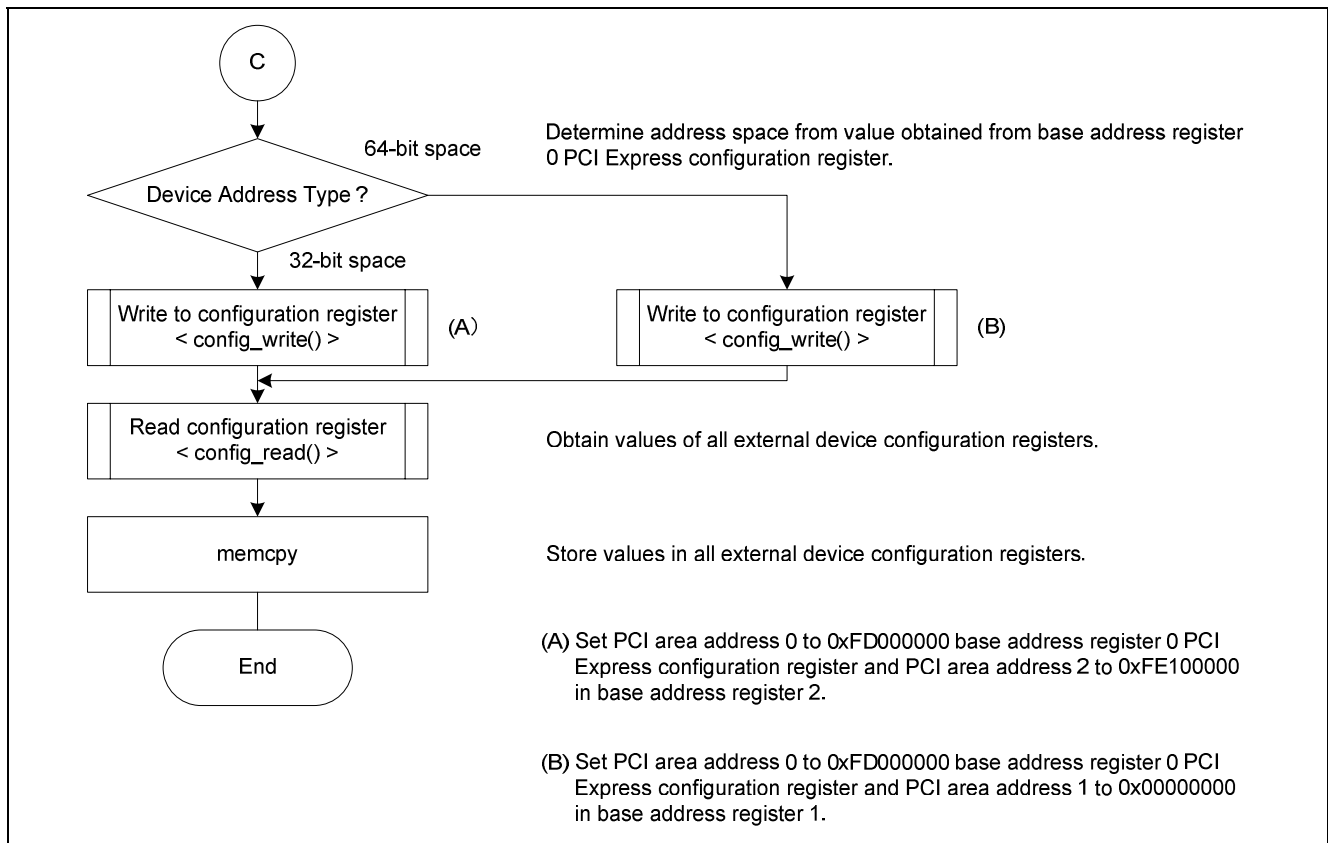 C
64-bit space
Determine address space from value obtained from base address register
0 PCI Express configuration register.
Device Address Type ?
32-bit space
Write to configuration register
< config_write() >
(A)
Write to configuration register
< config_write() >
(B)
Read configuration register
< config_read() >
Obtain values of all external device configuration registers.
memcpy
Store values in all external device configuration registers.
End
(A) Set PCI area address 0 to 0xFD000000 base address register 0 PCI
Express configuration register and PCI area address 2 to 0xFE100000
in base address register 2.
(B) Set PCI area address 0 to 0xFD000000 base address register 0 PCI
Express configuration register and PCI area address 1 to 0x00000000
in base address register 1.